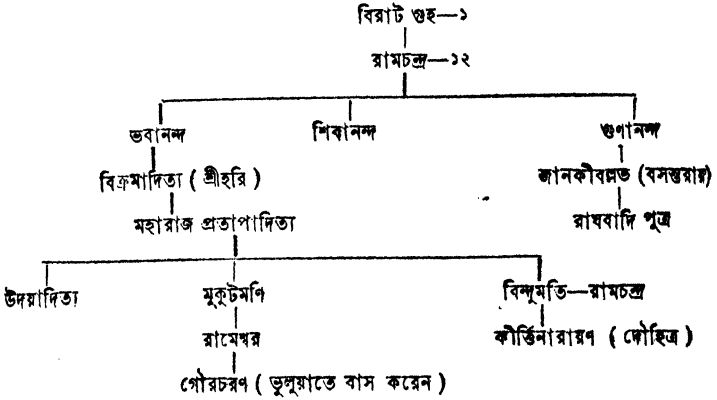 বিরাট গুহ—১
রামচন্দ্র—১২
ভবানন্দ শিবানন্দ গুণানন্দ
বিক্রমাদিত্য ( শ্রীহরি ) জানকীবল্লভ (বসন্তরায়)
মহারাজ প্রতাপাদিত্য রাঘবাদি পুত্র
উদয়াদিত্য মুকুটমণি বিন্দুমতি—রামচন্দ্র
রামেশ্বর কীর্ত্তিনারায়ণ ( দৌহিত্র )
গৌরচরণ ( ভুলুয়াতে বাস করেন )